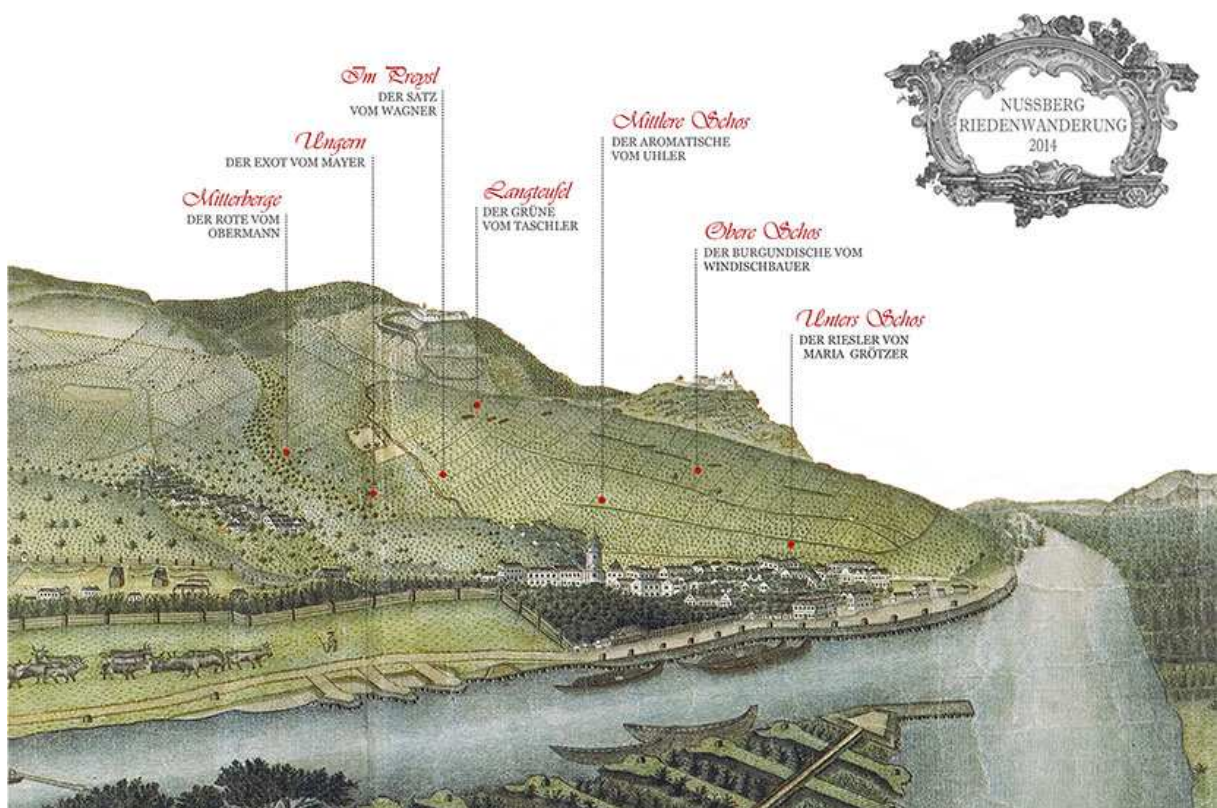 Im Preysl
DER SATZ
VOM WAGNER
Ungern
DER EXOT VOM MAYER
Mitterberge
DER ROTE VOM
OBERMANN
Langteufel
DER GRÜNE
VOM TASCHLER
Mittlere Schos
DER AROMATISCHE
VOM UHLER
Obere Schos
DER BURGUNDISCHE VOM
WINDISCHBAUER
Unters Schos
DER RIESLER VON
MARIA GRÖTZER
NUSSBERG
RIEDENWANDERUNG
2014